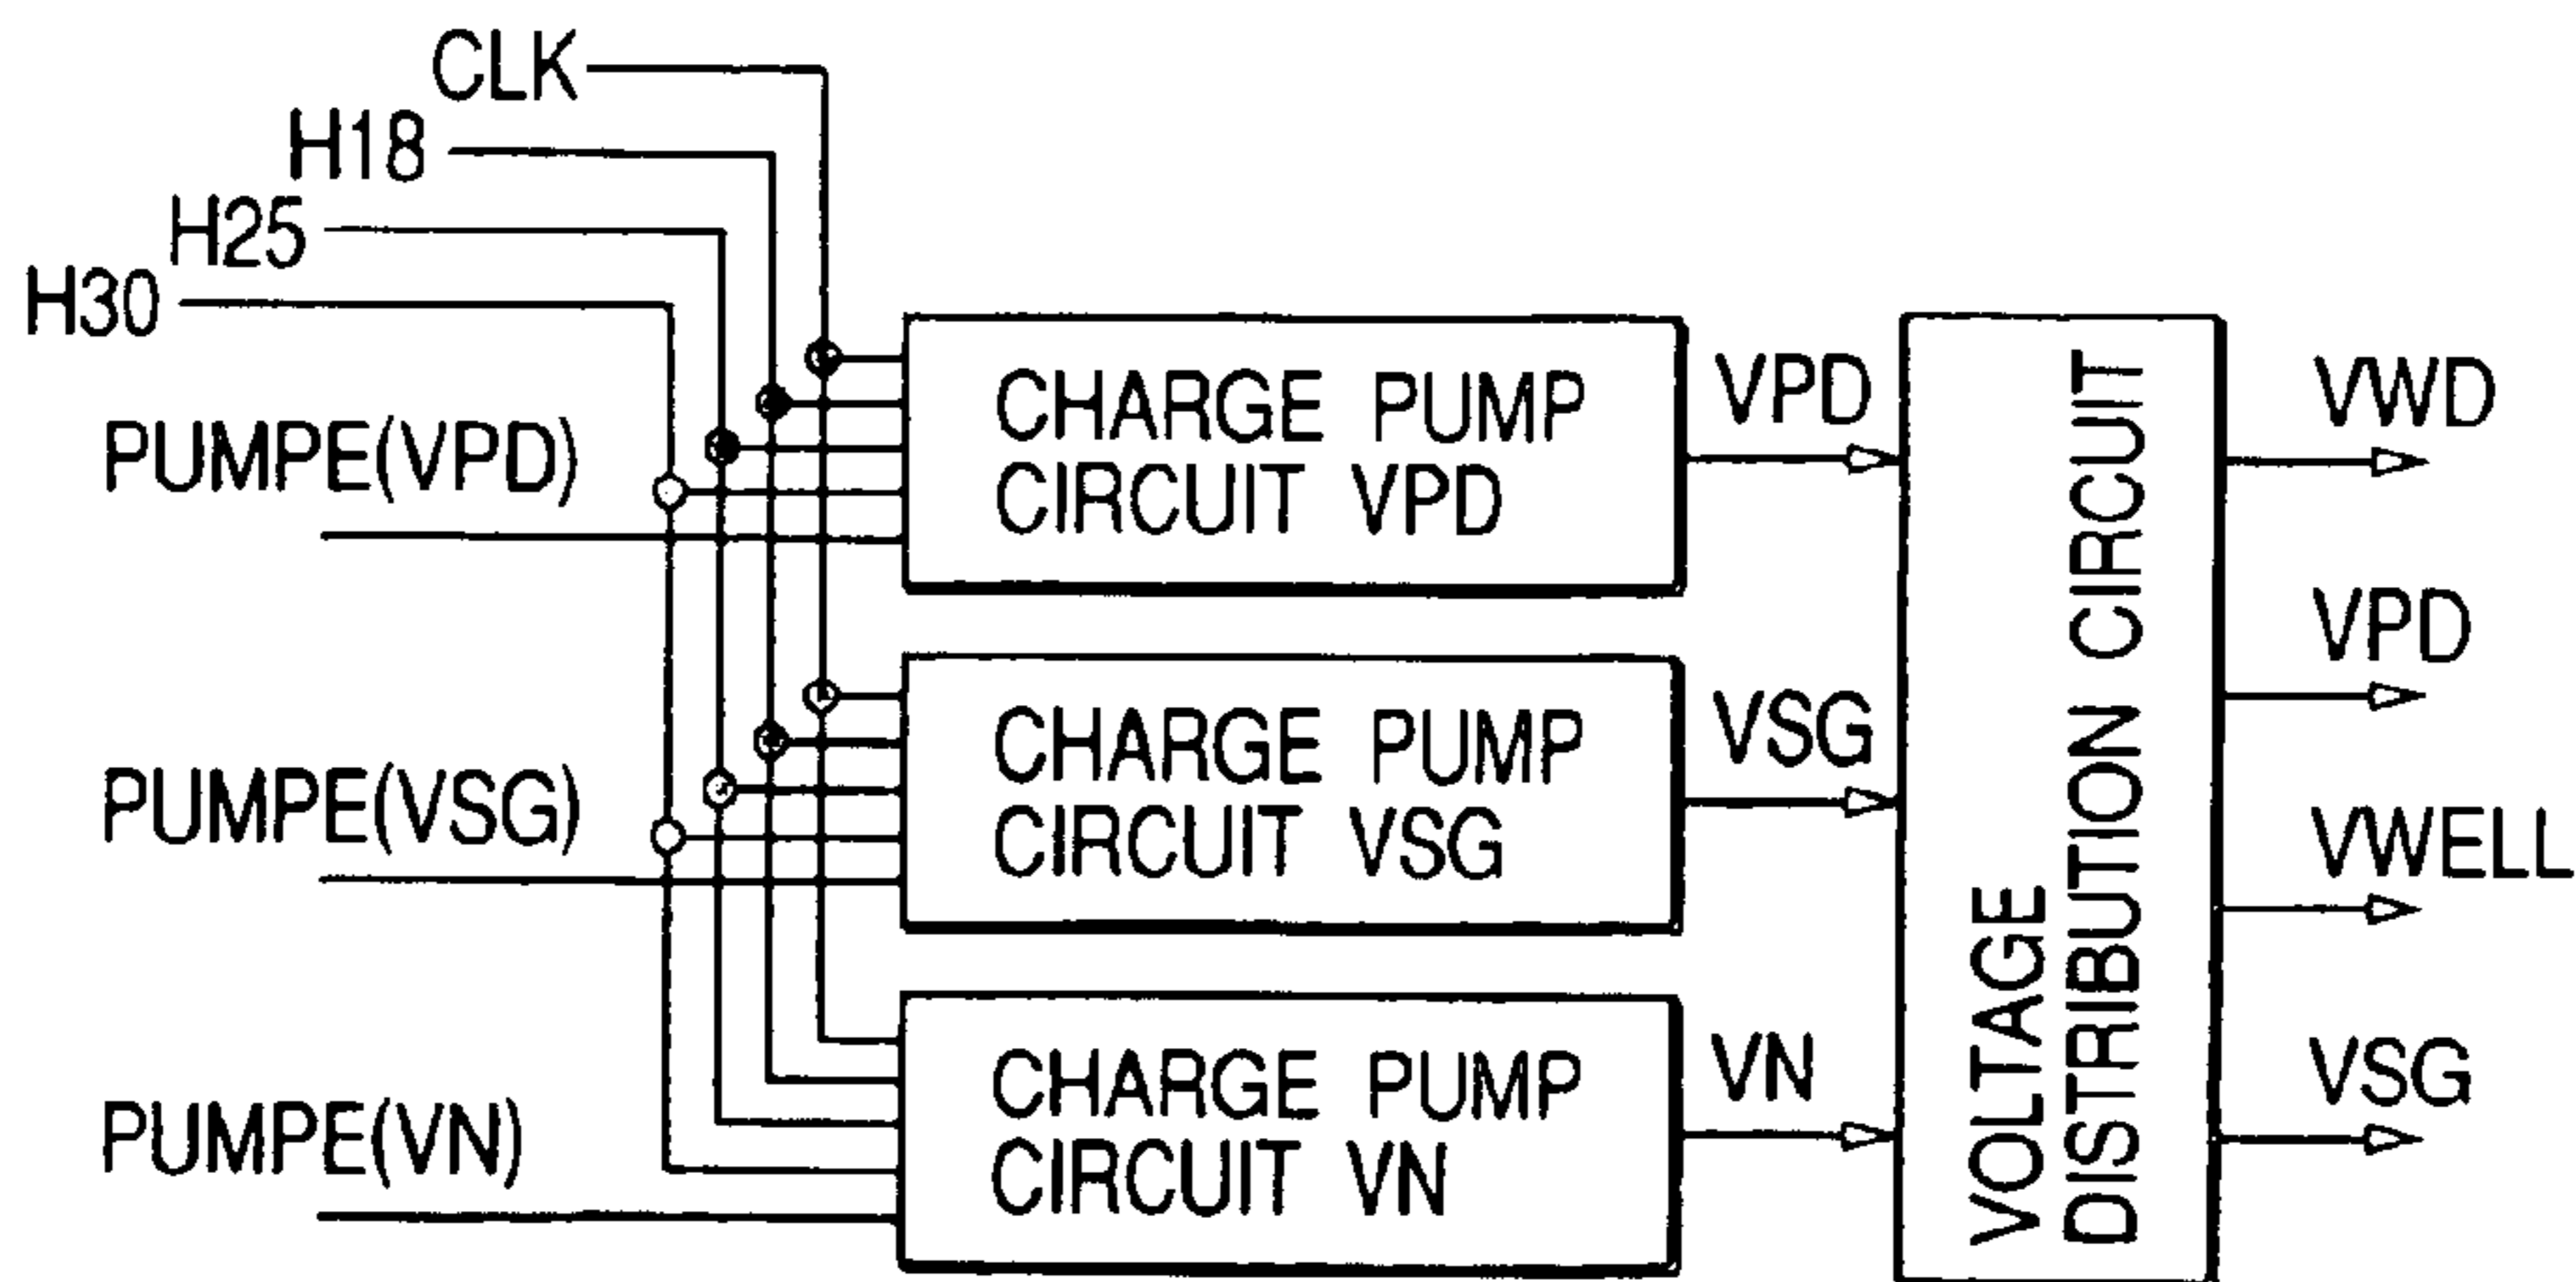 CLK
H18
H25
H30
PUMPE(VPD)
PUMPE(VSG)
PUMPE(VN)
CHARGE PUMP
CIRCUIT VPD
CHARGE PUMP
CIRCUIT VSG
CHARGE PUMP
CIRCUIT VN
VPD
VSG
VN
VOLTAGE
DISTRIBUTION CIRCUIT
VWD
VPD
VWELL
VSG